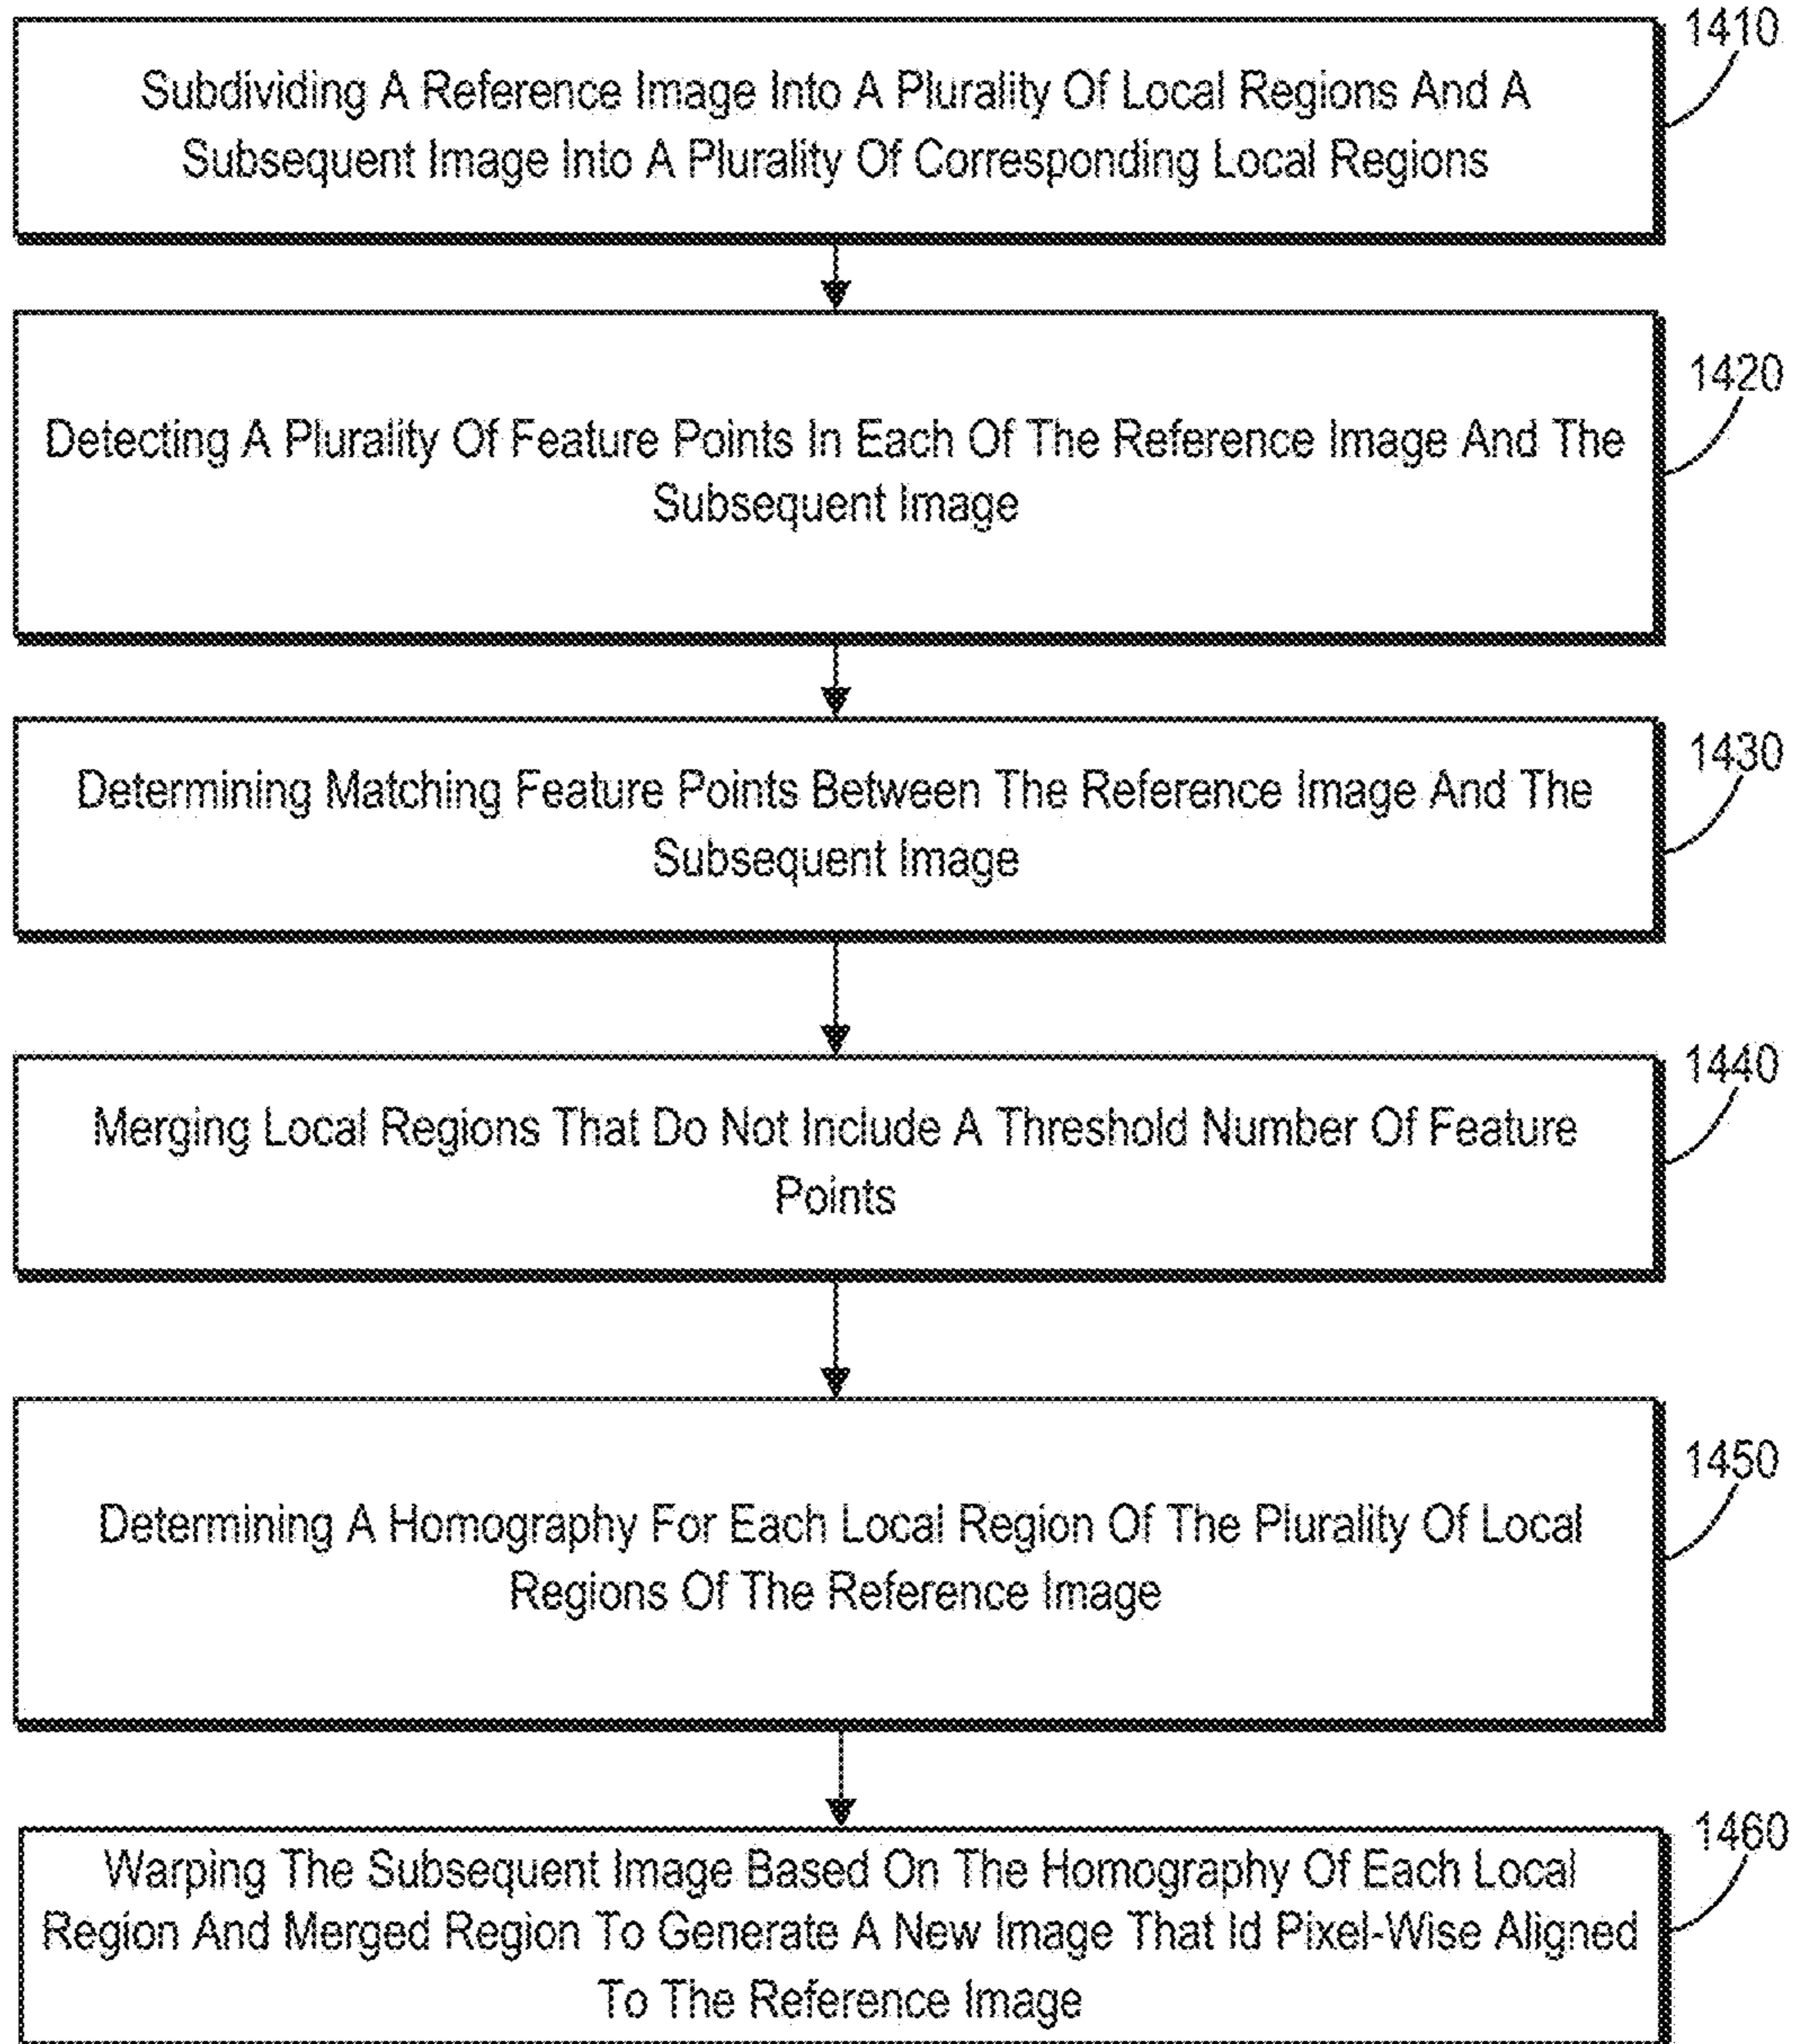 1410
Subdividing A Reference Image Into A Plurality Of Local Regions And A
Subsequent Image Into A Plurality Of Corresponding Local Regions
1420
Detecting A Plurality Of Feature Points In Each Of The Reference Image And The
Subsequent Image
1430
Determining Matching Feature Points Between The Reference Image And The
Subsequent Image
1440
Merging Local Regions That Do Not Include A Threshold Number Of Feature
Points
1450
Determining A Homography For Each Local Region Of The Plurality Of Local
Regions Of The Reference Image
1460
Warping The Subsequent Image Based On The Homography Of Each Local
Region And Merged Region To Generate A New Image That Id Pixel-Wise Aligned
To The Reference Image